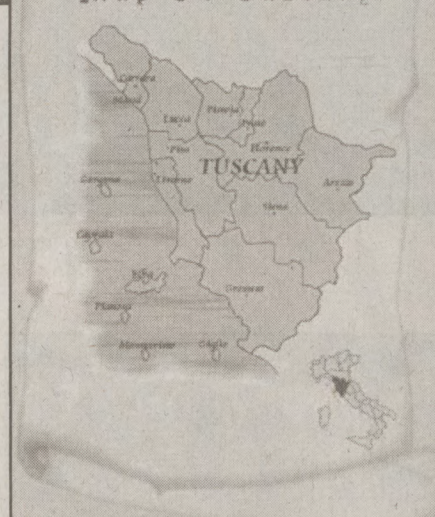 Carrara
Massa
Lucca
Pistoia
Prato
Florence
Pisa
TUSCANY
Livorno
Arezzo
Gorgona
Siena
Capraia
Elba
Grosseto
Pianosa
Montecristo
Giglio